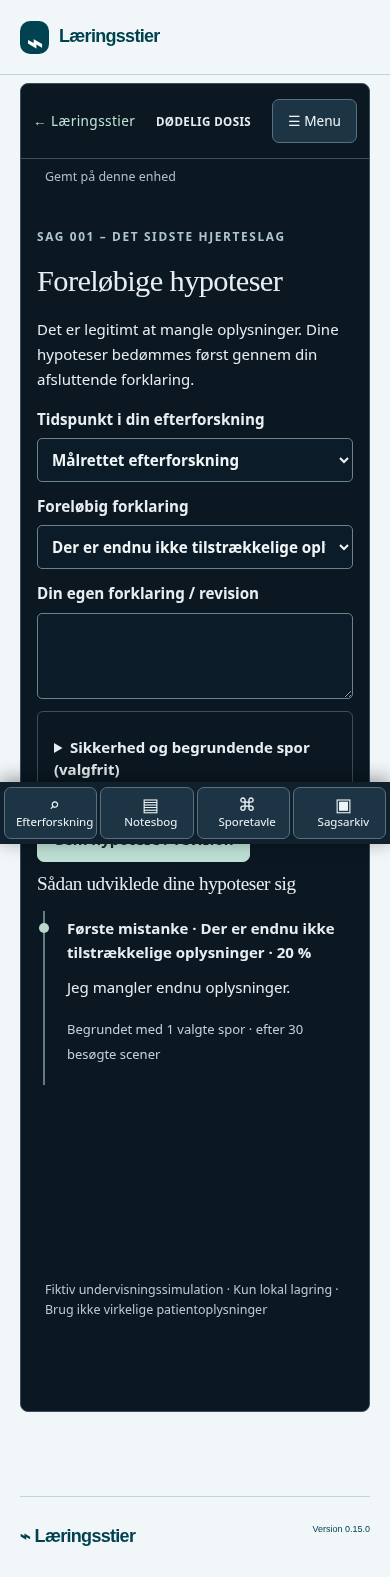 Læringsstier
← Læringsstier
DØDELIG DOSIS
☰ Menu
Gemt på denne enhed
SAG 001 – DET SIDSTE HJERTESLAG
Foreløbige hypoteser
Det er legitimt at mangle oplysninger. Dine
hypoteser bedømmes først gennem din
afsluttende forklaring.
Tidspunkt i din efterforskning
Målrettet efterforskning
Foreløbig forklaring
Der er endnu ikke tilstrækkelige opl
Din egen forklaring / revision
▶ Sikkerhed og begrundende spor
(valgfrit)
Efterforskning
Notesbog
Sporetavle
Sagsarkiv
Sådan udviklede dine hypoteser sig
Første mistanke · Der er endnu ikke
tilstrækkelige oplysninger · 20 %
Jeg mangler endnu oplysninger.
Begrundet med 1 valgte spor · efter 30
besøgte scener
Fiktiv undervisningssimulation · Kun lokal lagring ·
Brug ikke virkelige patientoplysninger
Læringsstier
Version 0.15.0